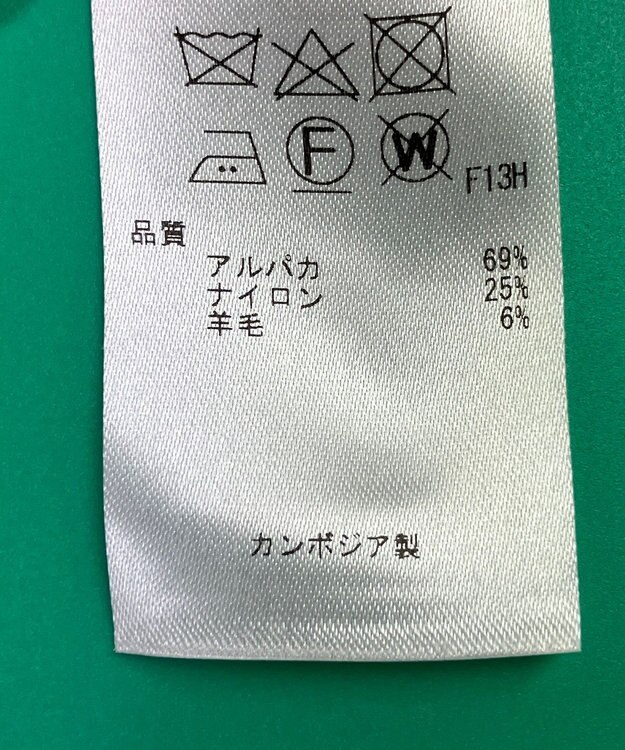 F W F13H
品質
アルパカ 69%
ナイロン 25%
羊毛 6%
カンボジア製